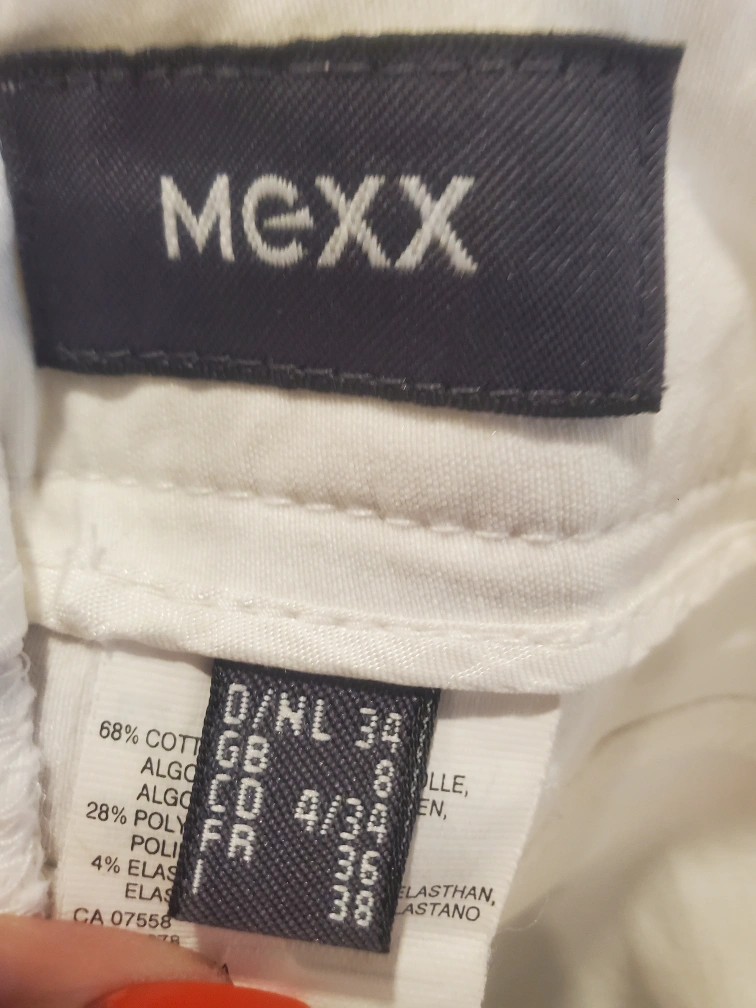 MEXX
D/NL 34
GB 8
CD 4/34
FR 36
I 38
68% COTT
ALGO OLLE,
ALGO EN,
28% POLY
POLI
4% ELAS ELASTHAN,
ELAS LASTANO
CA 07558